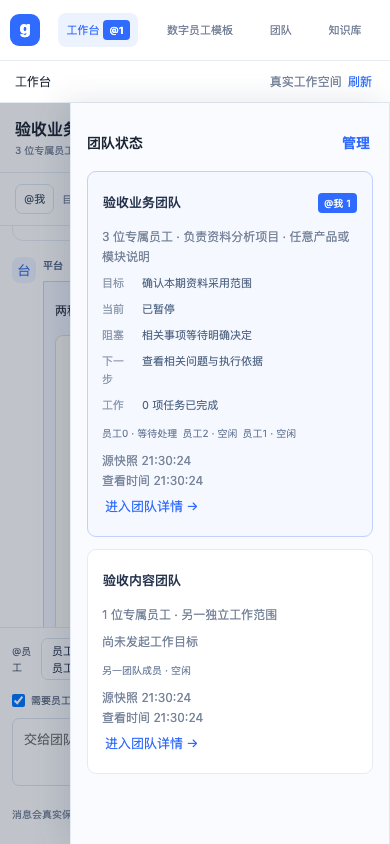 g
工作台 @1
数字员工模板
团队
知识库
工作台
真实工作空间 刷新
验收业务
3 位专属员工
@我
台
平台
@员工
员工
员工
需要员工
交给团队
消息会真实保
团队状态
管理
验收业务团队
@我 1
3 位专属员工 · 负责资料分析项目 · 任意产品或
模块说明
目标 确认本期资料采用范围
当前 已暂停
阻塞 相关事项等待明确决定
下一步 查看相关问题与执行依据
工作 0 项任务已完成
员工0 · 等待处理 员工2 · 空闲 员工1 · 空闲
源快照 21:30:24
查看时间 21:30:24
进入团队详情 →
验收内容团队
1 位专属员工 · 另一独立工作范围
尚未发起工作目标
另一团队成员 · 空闲
源快照 21:30:24
查看时间 21:30:24
进入团队详情 →